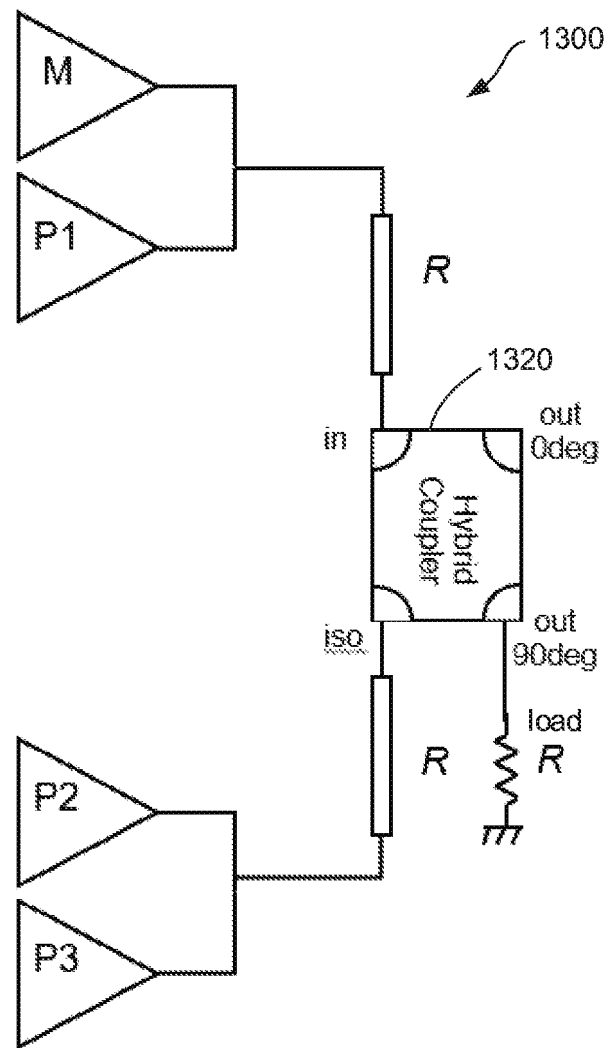 1300
M
P1
R
1320
in
out
0deg
Hybrid
Coupler
iso
out
90deg
load
R
R
P2
P3